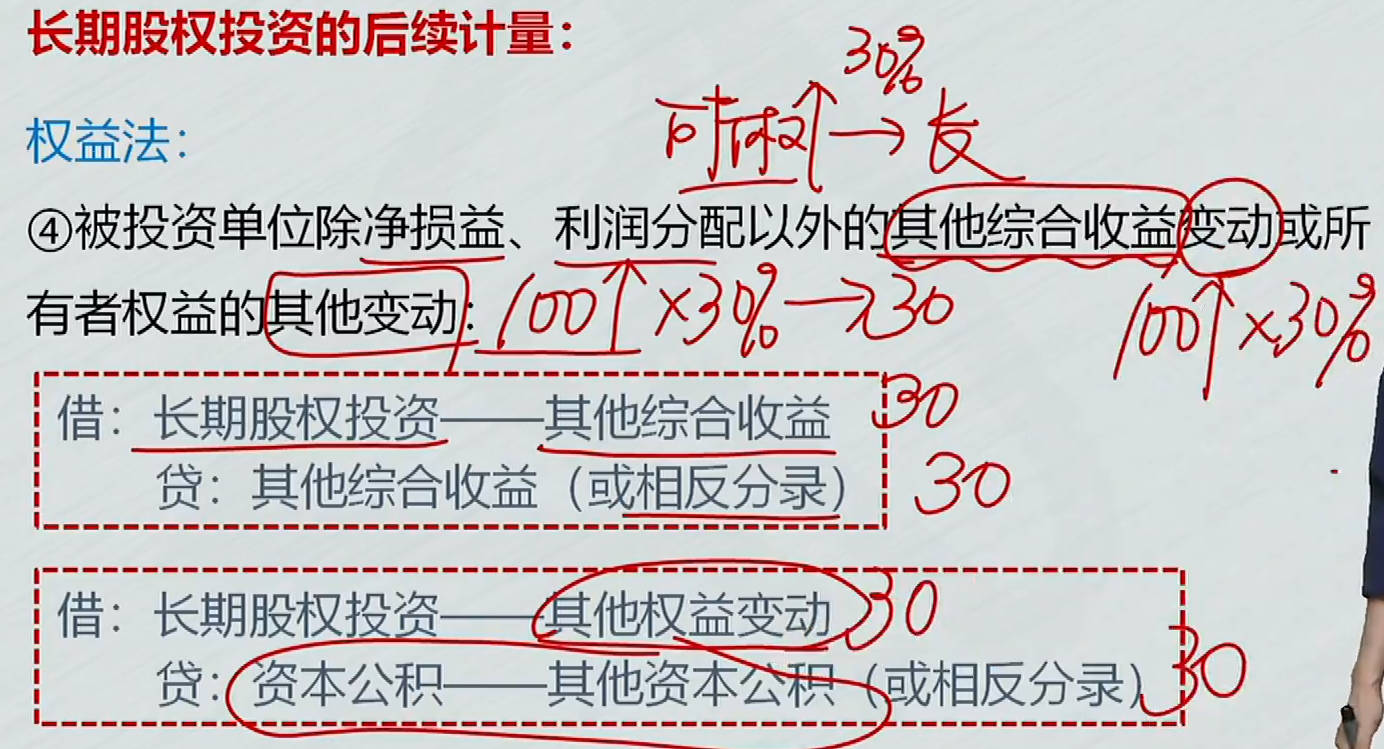 长期股权投资的后续计量：
30%
权益法：
可转权↑→长
④被投资单位除净损益、利润分配以外的其他综合收益变动或所
有者权益的其他变动：
100↑×30%→30
100↑×30%
借：长期股权投资——其他综合收益
30
贷：其他综合收益（或相反分录）
30
借：长期股权投资——其他权益变动
30
贷：资本公积——其他资本公积（或相反分录）
30